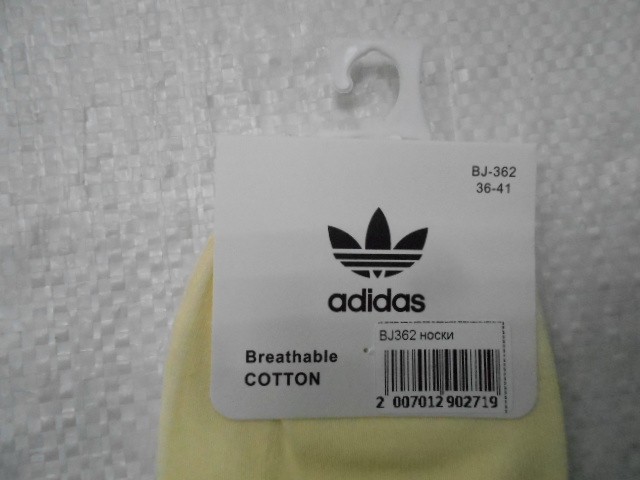 BJ-362
36-41
adidas
Breathable
COTTON
BJ362 носки
2 007012 902719